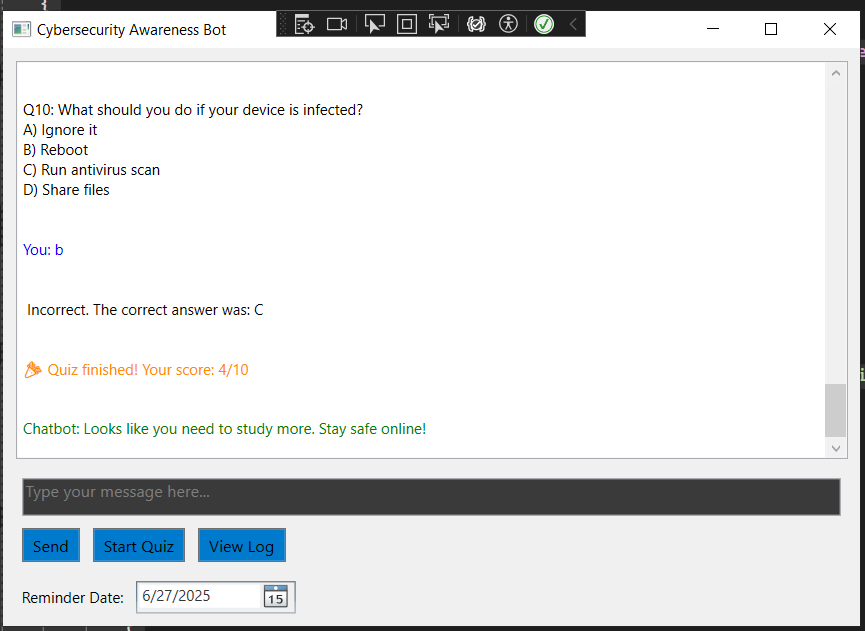 {
Cybersecurity Awareness Bot
Q10: What should you do if your device is infected?
A) Ignore it
B) Reboot
C) Run antivirus scan
D) Share files
You: b
Incorrect. The correct answer was: C
🎉 Quiz finished! Your score: 4/10
Chatbot: Looks like you need to study more. Stay safe online!
Type your message here...
Send Start Quiz View Log
Reminder Date: 6/27/2025 15